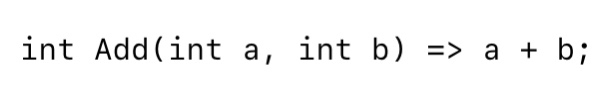 int Add(int a, int b) => a + b;